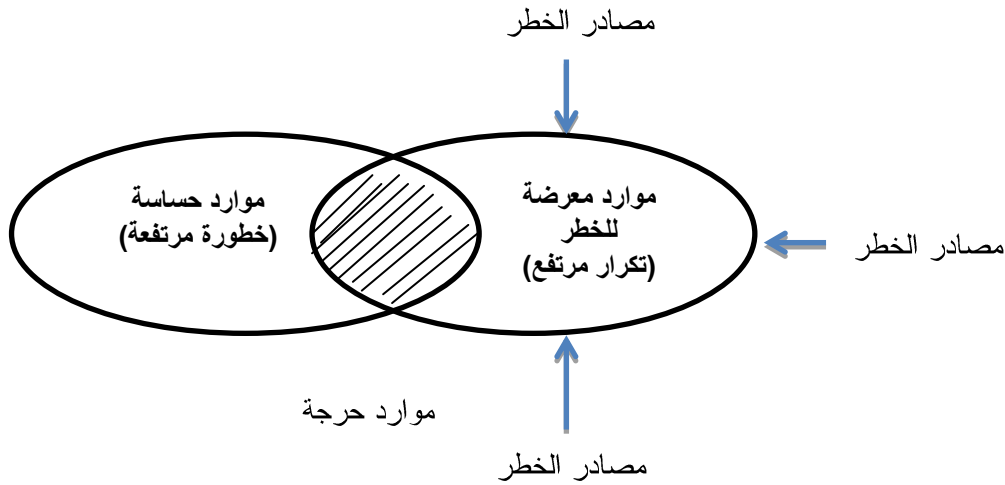 مصادر الخطر
موارد معرضة
للخطر
(تكرار مرتفع)
موارد حساسة
(خطورة مرتفعة)
مصادر الخطر
موارد حرجة
مصادر الخطر